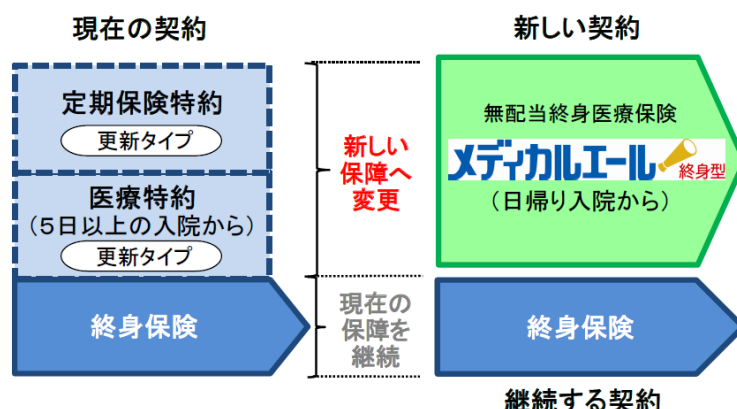 現在の契約
新しい契約
定期保険特約
更新タイプ
医療特約
(5日以上の入院から)
更新タイプ
終身保険
新しい
保障へ
変更
現在の
保障を
継続
無配当終身医療保険
メディカルエール
終身型
(日帰り入院から)
終身保険
継続する契約